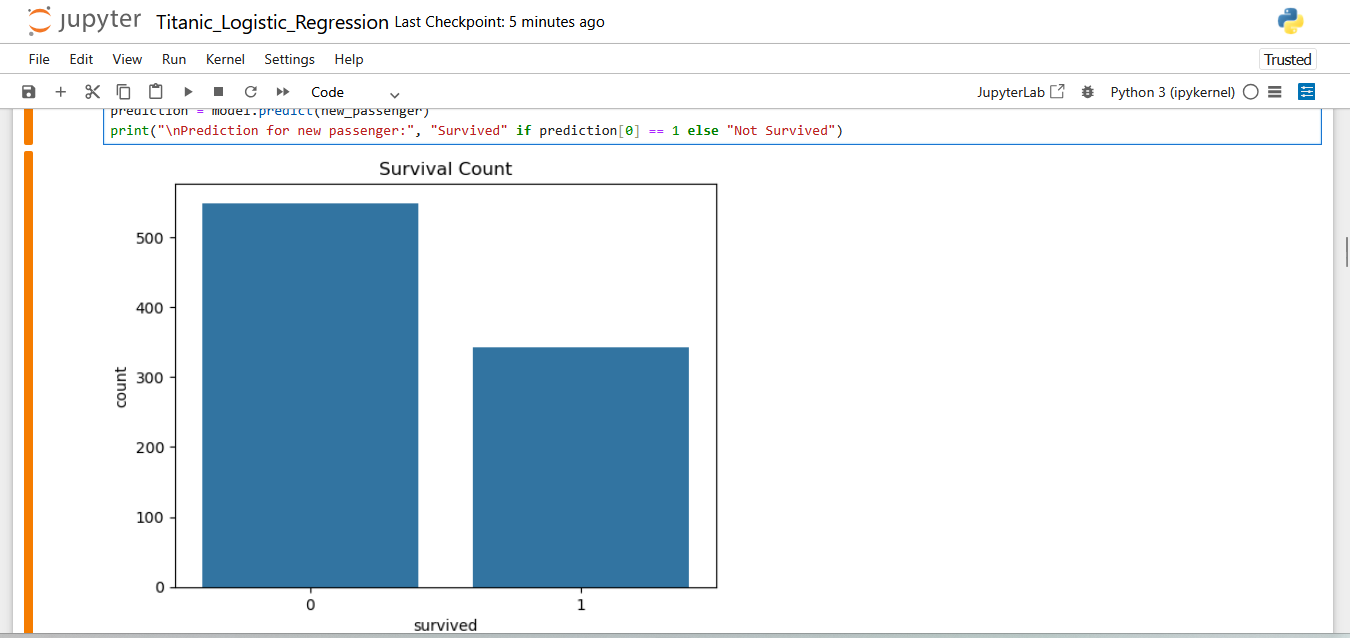 jupyter Titanic_Logistic_Regression Last Checkpoint: 5 minutes ago
File Edit View Run Kernel Settings Help Trusted
Code JupyterLab Python 3 (ipykernel)
prediction = model.predict(new_passenger)
print("\nPrediction for new passenger:", "Survived" if prediction[0] == 1 else "Not Survived")
Survival Count
500
400
300
200
100
0
count
0 1
survived